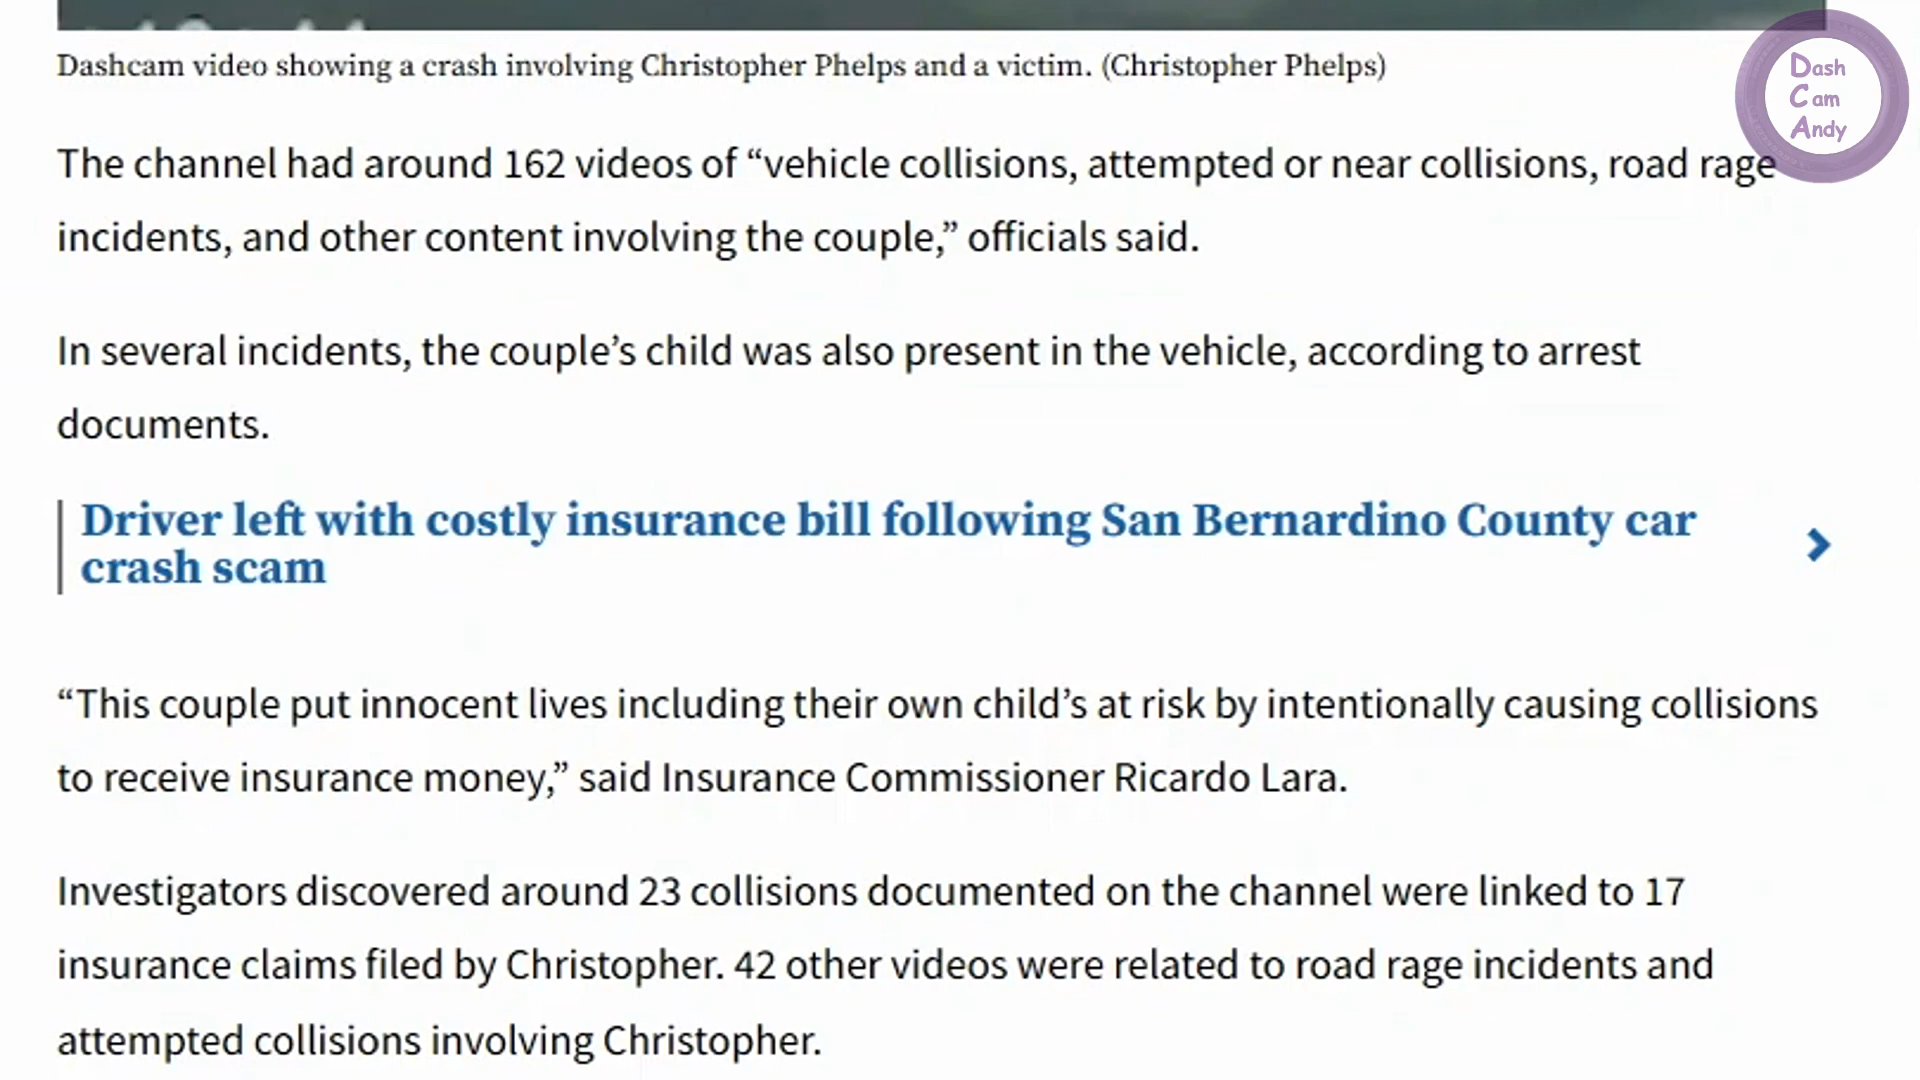 Dashcam video showing a crash involving Christopher Phelps and a victim. (Christopher Phelps)
Dash
Cam
Andy
The channel had around 162 videos of “vehicle collisions, attempted or near collisions, road rage
incidents, and other content involving the couple,” officials said.
In several incidents, the couple’s child was also present in the vehicle, according to arrest
documents.
Driver left with costly insurance bill following San Bernardino County car
crash scam
“This couple put innocent lives including their own child’s at risk by intentionally causing collisions
to receive insurance money,” said Insurance Commissioner Ricardo Lara.
Investigators discovered around 23 collisions documented on the channel were linked to 17
insurance claims filed by Christopher. 42 other videos were related to road rage incidents and
attempted collisions involving Christopher.